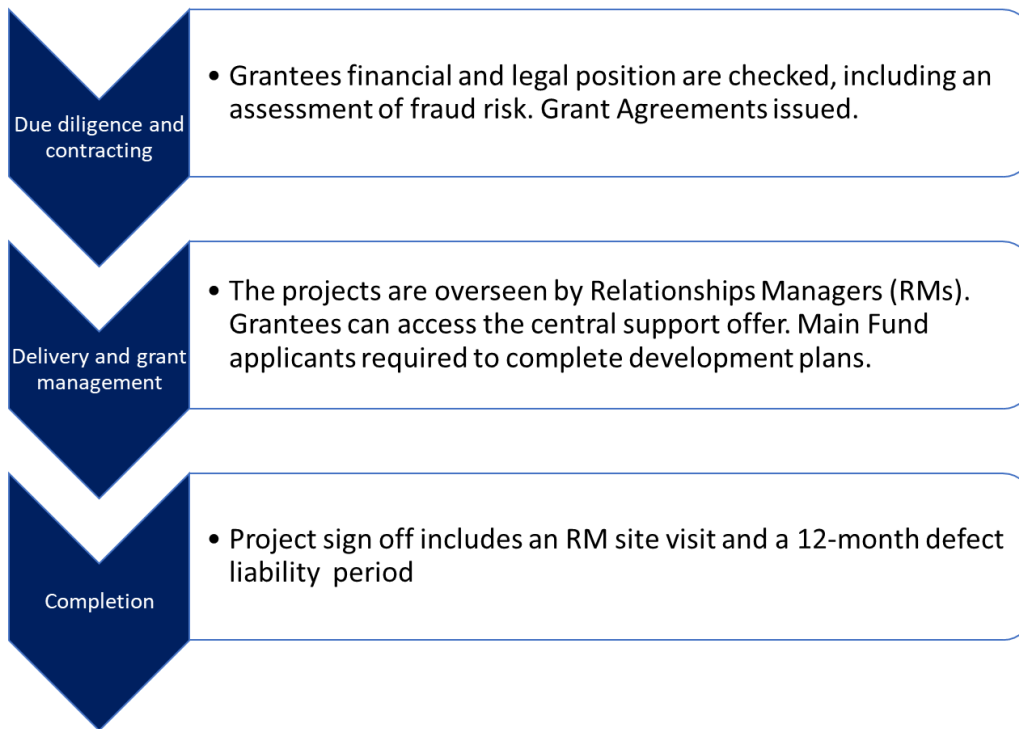 Due diligence and
contracting
• Grantees financial and legal position are checked, including an
assessment of fraud risk. Grant Agreements issued.
Delivery and grant
management
• The projects are overseen by Relationships Managers (RMs).
Grantees can access the central support offer. Main Fund
applicants required to complete development plans.
Completion
• Project sign off includes an RM site visit and a 12-month defect
liability period